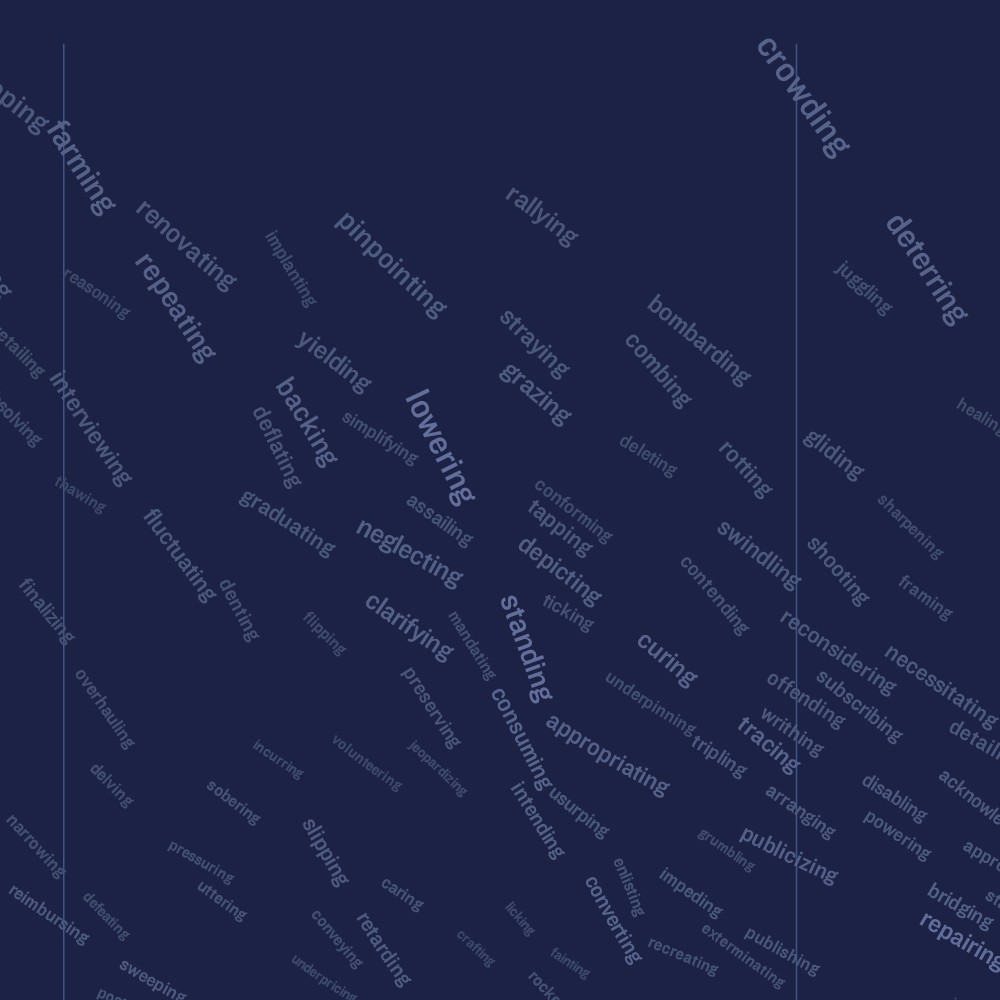 crowding
farming
rallying
renovating
pinpointing
deterring
implanting
repeating
juggling
reasoning
bombarding
straying
yielding
combing
grazing
interviewing
backing
lowering
deflating
simplifying
gliding
deleting
rotting
thawing
conforming
graduating
assailing
sharpening
tapping
fluctuating
neglecting
swindling
depicting
shooting
contending
framing
finalizing
denting
clarifying
standing
ticking
flipping
mandating
reconsidering
curing
necessitating
overhauling
preserving
underpinning
offending
subscribing
consuming
writhing
appropriating
tracing
incurring
volunteering
jeopardizing
tripling
delving
sobering
intending
usurping
disabling
arranging
narrowing
slipping
powering
pressuring
grumbling
publicizing
uttering
caring
enlisting
impeding
reimbursing
defeating
converting
bridging
licking
conveying
retarding
repairing
crafting
exterminating
publishing
recreating
fainting
sweeping
underpricing